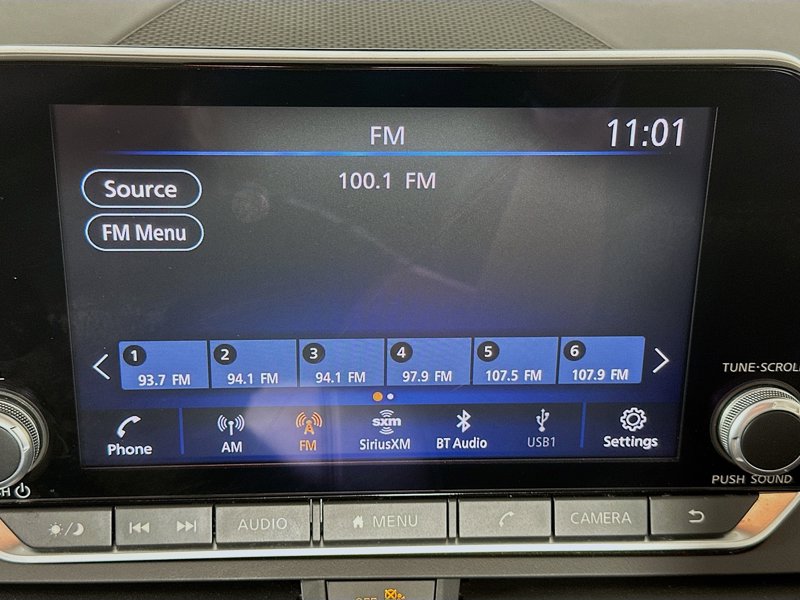 FM
11:01
Source
100.1 FM
FM Menu
1 2 3 4 5 6
93.7 FM 94.1 FM 94.1 FM 97.9 FM 107.5 FM 107.9 FM
TUNE·SCROLL
Phone AM FM sxm SiriusXM BT Audio USB1 Settings
PUSH SOUND
AUDIO MENU CAMERA
OFF